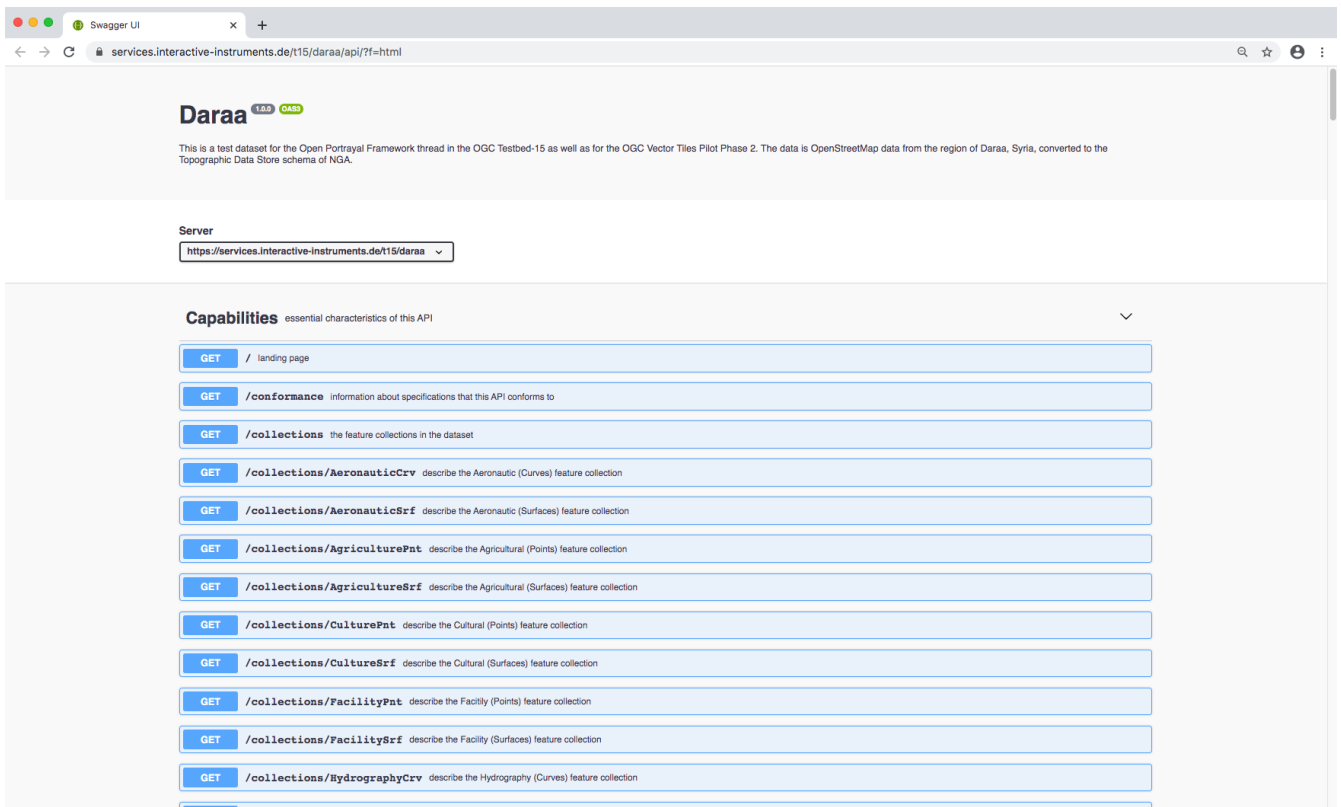 Swagger UI
services.interactive-instruments.de/t15/daraa/api/?f=html
Daraa 1.0.0 OAS3
This is a test dataset for the Open Portrayal Framework thread in the OGC Testbed-15 as well as for the OGC Vector Tiles Pilot Phase 2. The data is OpenStreetMap data from the region of Daraa, Syria, converted to the
Topographic Data Store schema of NGA.
Server
https://services.interactive-instruments.de/t15/daraa
Capabilities essential characteristics of this API
GET / landing page
GET /conformance information about specifications that this API conforms to
GET /collections the feature collections in the dataset
GET /collections/AeronauticCrv describe the Aeronautic (Curves) feature collection
GET /collections/AeronauticSrf describe the Aeronautic (Surfaces) feature collection
GET /collections/AgriculturePnt describe the Agricultural (Points) feature collection
GET /collections/AgricultureSrf describe the Agricultural (Surfaces) feature collection
GET /collections/CulturePnt describe the Cultural (Points) feature collection
GET /collections/CultureSrf describe the Cultural (Surfaces) feature collection
GET /collections/FacilityPnt describe the Facitily (Points) feature collection
GET /collections/FacilitySrf describe the Facility (Surfaces) feature collection
GET /collections/HydrographyCrv describe the Hydrography (Curves) feature collection